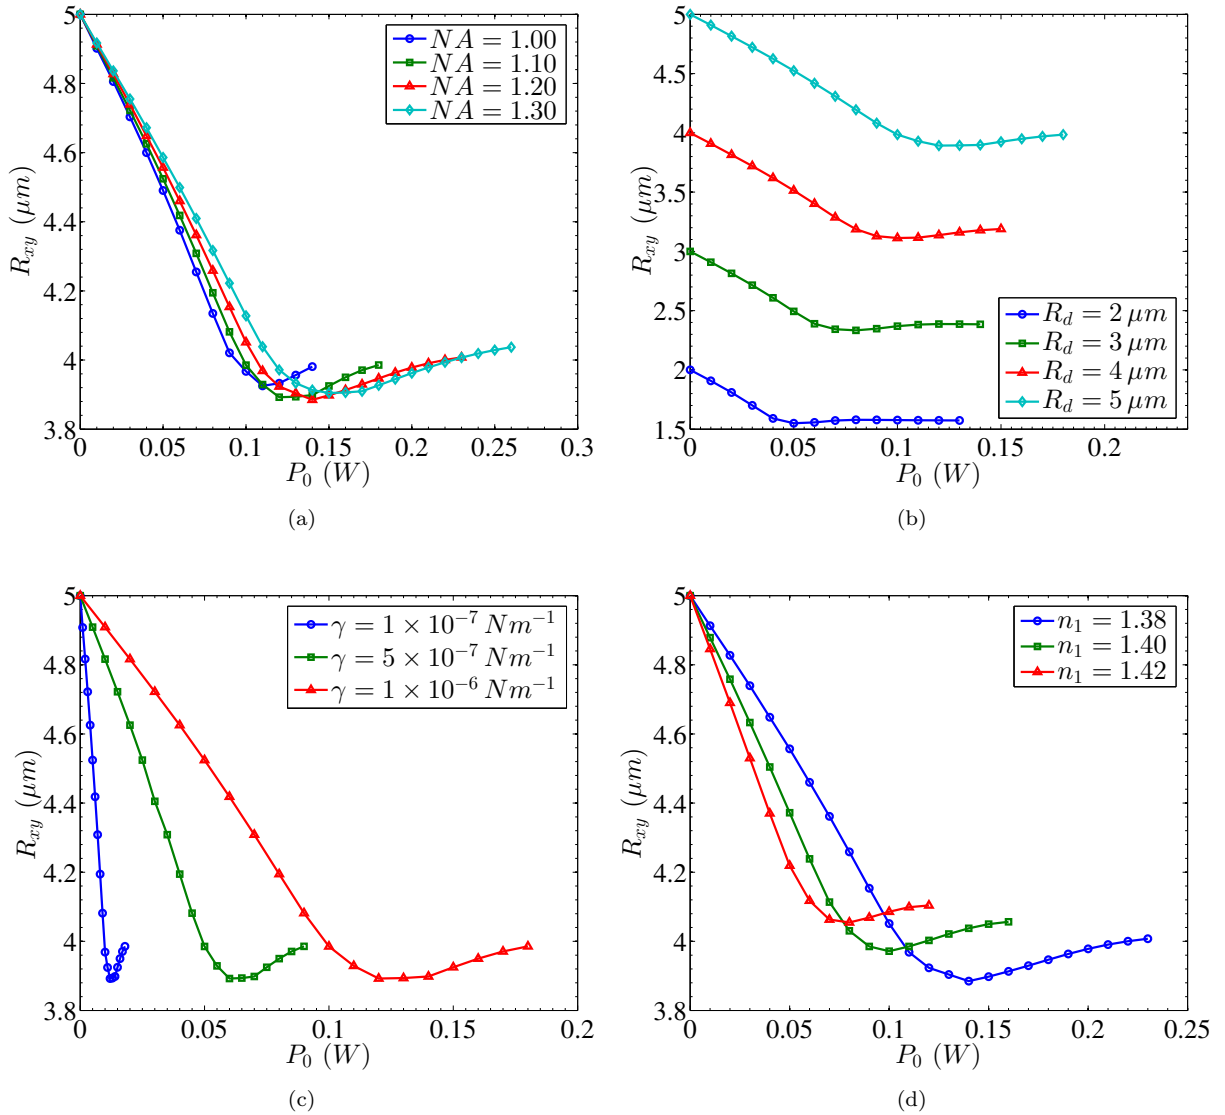 5
4.8
4.6
4.4
4.2
4
3.8
0
0.05
0.1
0.15
0.2
0.25
0.3
R_{xy} (μm)
P_0 (W)
NA = 1.00
NA = 1.10
NA = 1.20
NA = 1.30
(a)
5
4.5
4
3.5
3
2.5
2
1.5
0
0.05
0.1
0.15
0.2
R_{xy} (μm)
P_0 (W)
R_d = 2 μm
R_d = 3 μm
R_d = 4 μm
R_d = 5 μm
(b)
5
4.8
4.6
4.4
4.2
4
3.8
0
0.05
0.1
0.15
0.2
R_{xy} (μm)
P_0 (W)
γ = 1 × 10^{-7} Nm^{-1}
γ = 5 × 10^{-7} Nm^{-1}
γ = 1 × 10^{-6} Nm^{-1}
(c)
5
4.8
4.6
4.4
4.2
4
3.8
0
0.05
0.1
0.15
0.2
0.25
R_{xy} (μm)
P_0 (W)
n_1 = 1.38
n_1 = 1.40
n_1 = 1.42
(d)